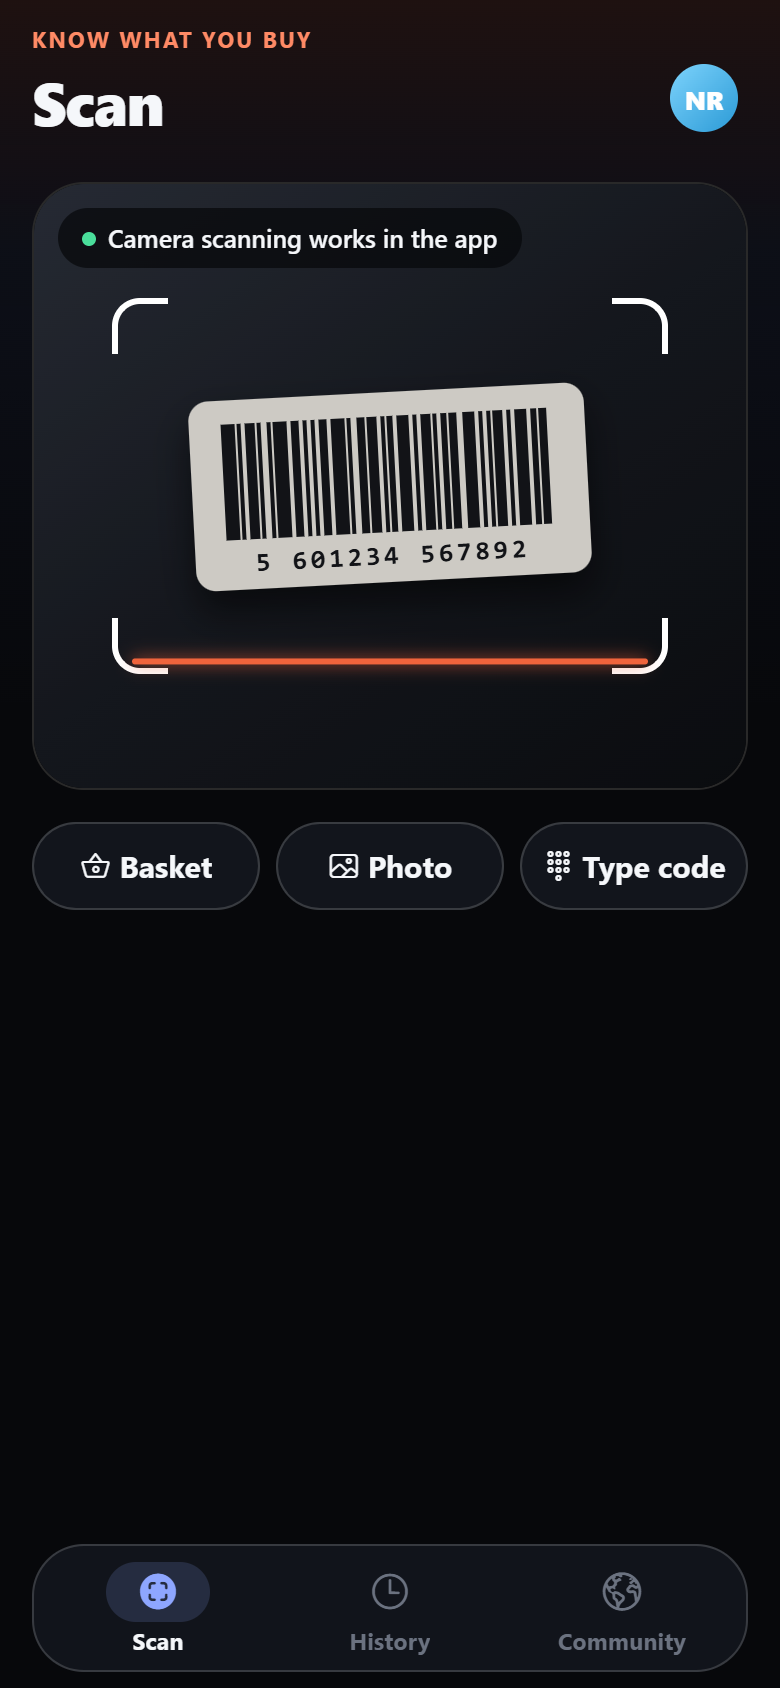 KNOW WHAT YOU BUY
Scan
NR
Camera scanning works in the app
5 601234 567892
Basket
Photo
Type code
Scan
History
Community